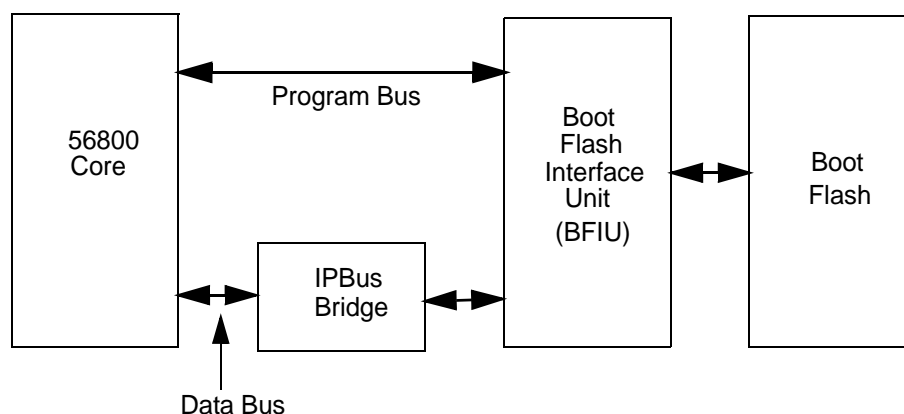 56800
Core
Program Bus
Boot
Flash
Interface
Unit
(BFIU)
Boot
Flash
IPBus
Bridge
Data Bus